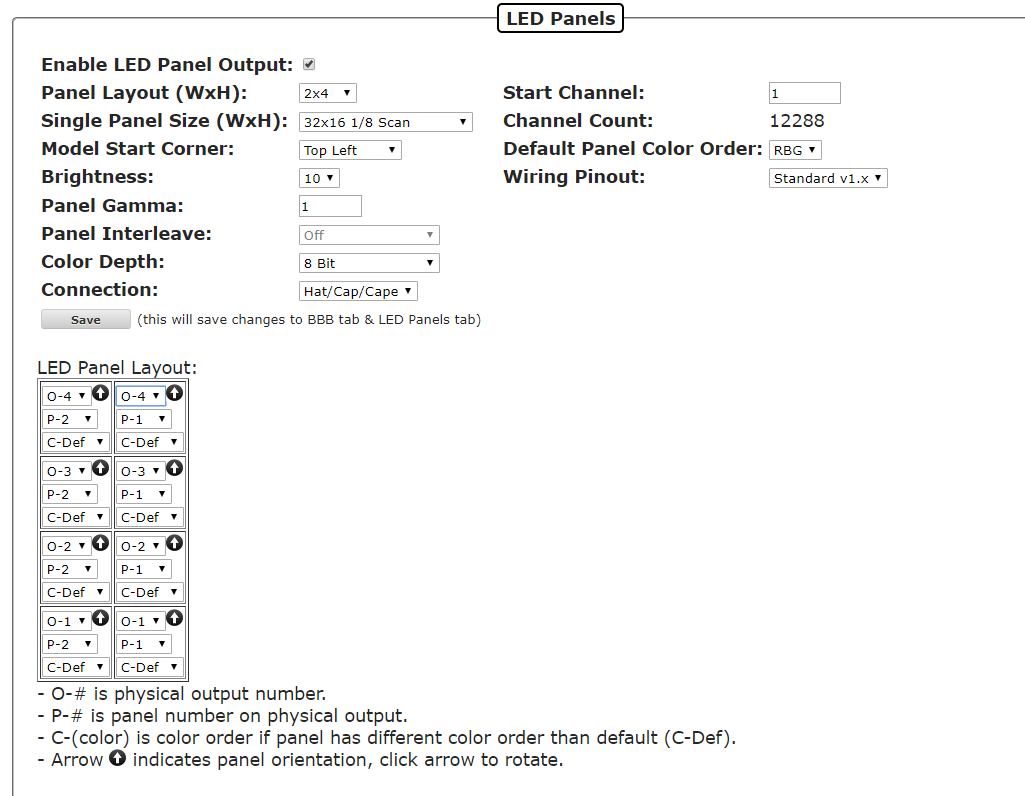 LED Panels
Enable LED Panel Output:
Panel Layout (WxH): 2x4 Start Channel: 1
Single Panel Size (WxH): 32x16 1/8 Scan Channel Count: 12288
Model Start Corner: Top Left Default Panel Color Order: RBG
Brightness: 10 Wiring Pinout: Standard v1.x
Panel Gamma: 1
Panel Interleave: Off
Color Depth: 8 Bit
Connection: Hat/Cap/Cape
Save (this will save changes to BBB tab & LED Panels tab)
LED Panel Layout:
O-4 O-4
P-2 P-1
C-Def C-Def
O-3 O-3
P-2 P-1
C-Def C-Def
O-2 O-2
P-2 P-1
C-Def C-Def
O-1 O-1
P-2 P-1
C-Def C-Def
- O-# is physical output number.
- P-# is panel number on physical output.
- C-(color) is color order if panel has different color order than default (C-Def).
- Arrow indicates panel orientation, click arrow to rotate.